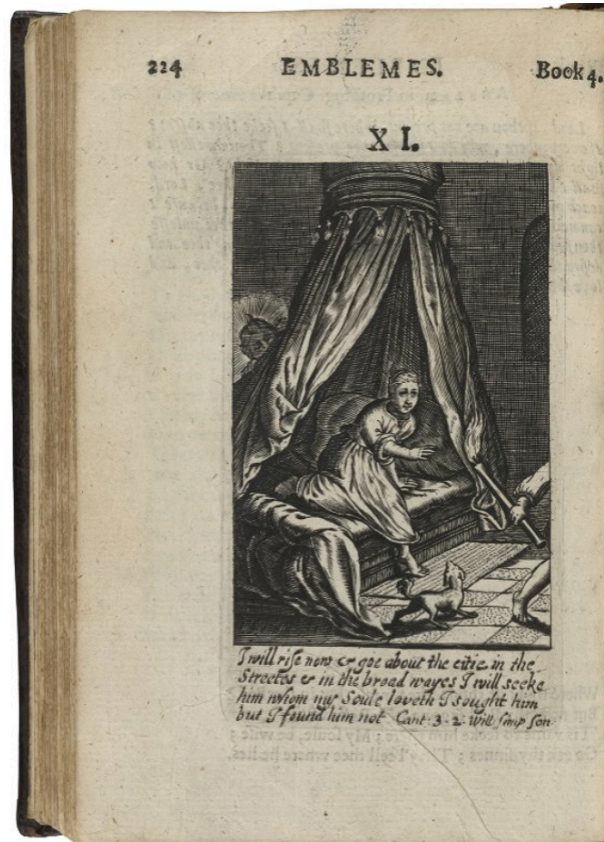 224 EMBLEMES. Book 4.
XI.
I will rise now & goe about the citie in the
Streetes & in the broad wayes I will seeke
him whom my Soule loveth I sought him
but I found him not Cant · 3 · 2 · Will simp son